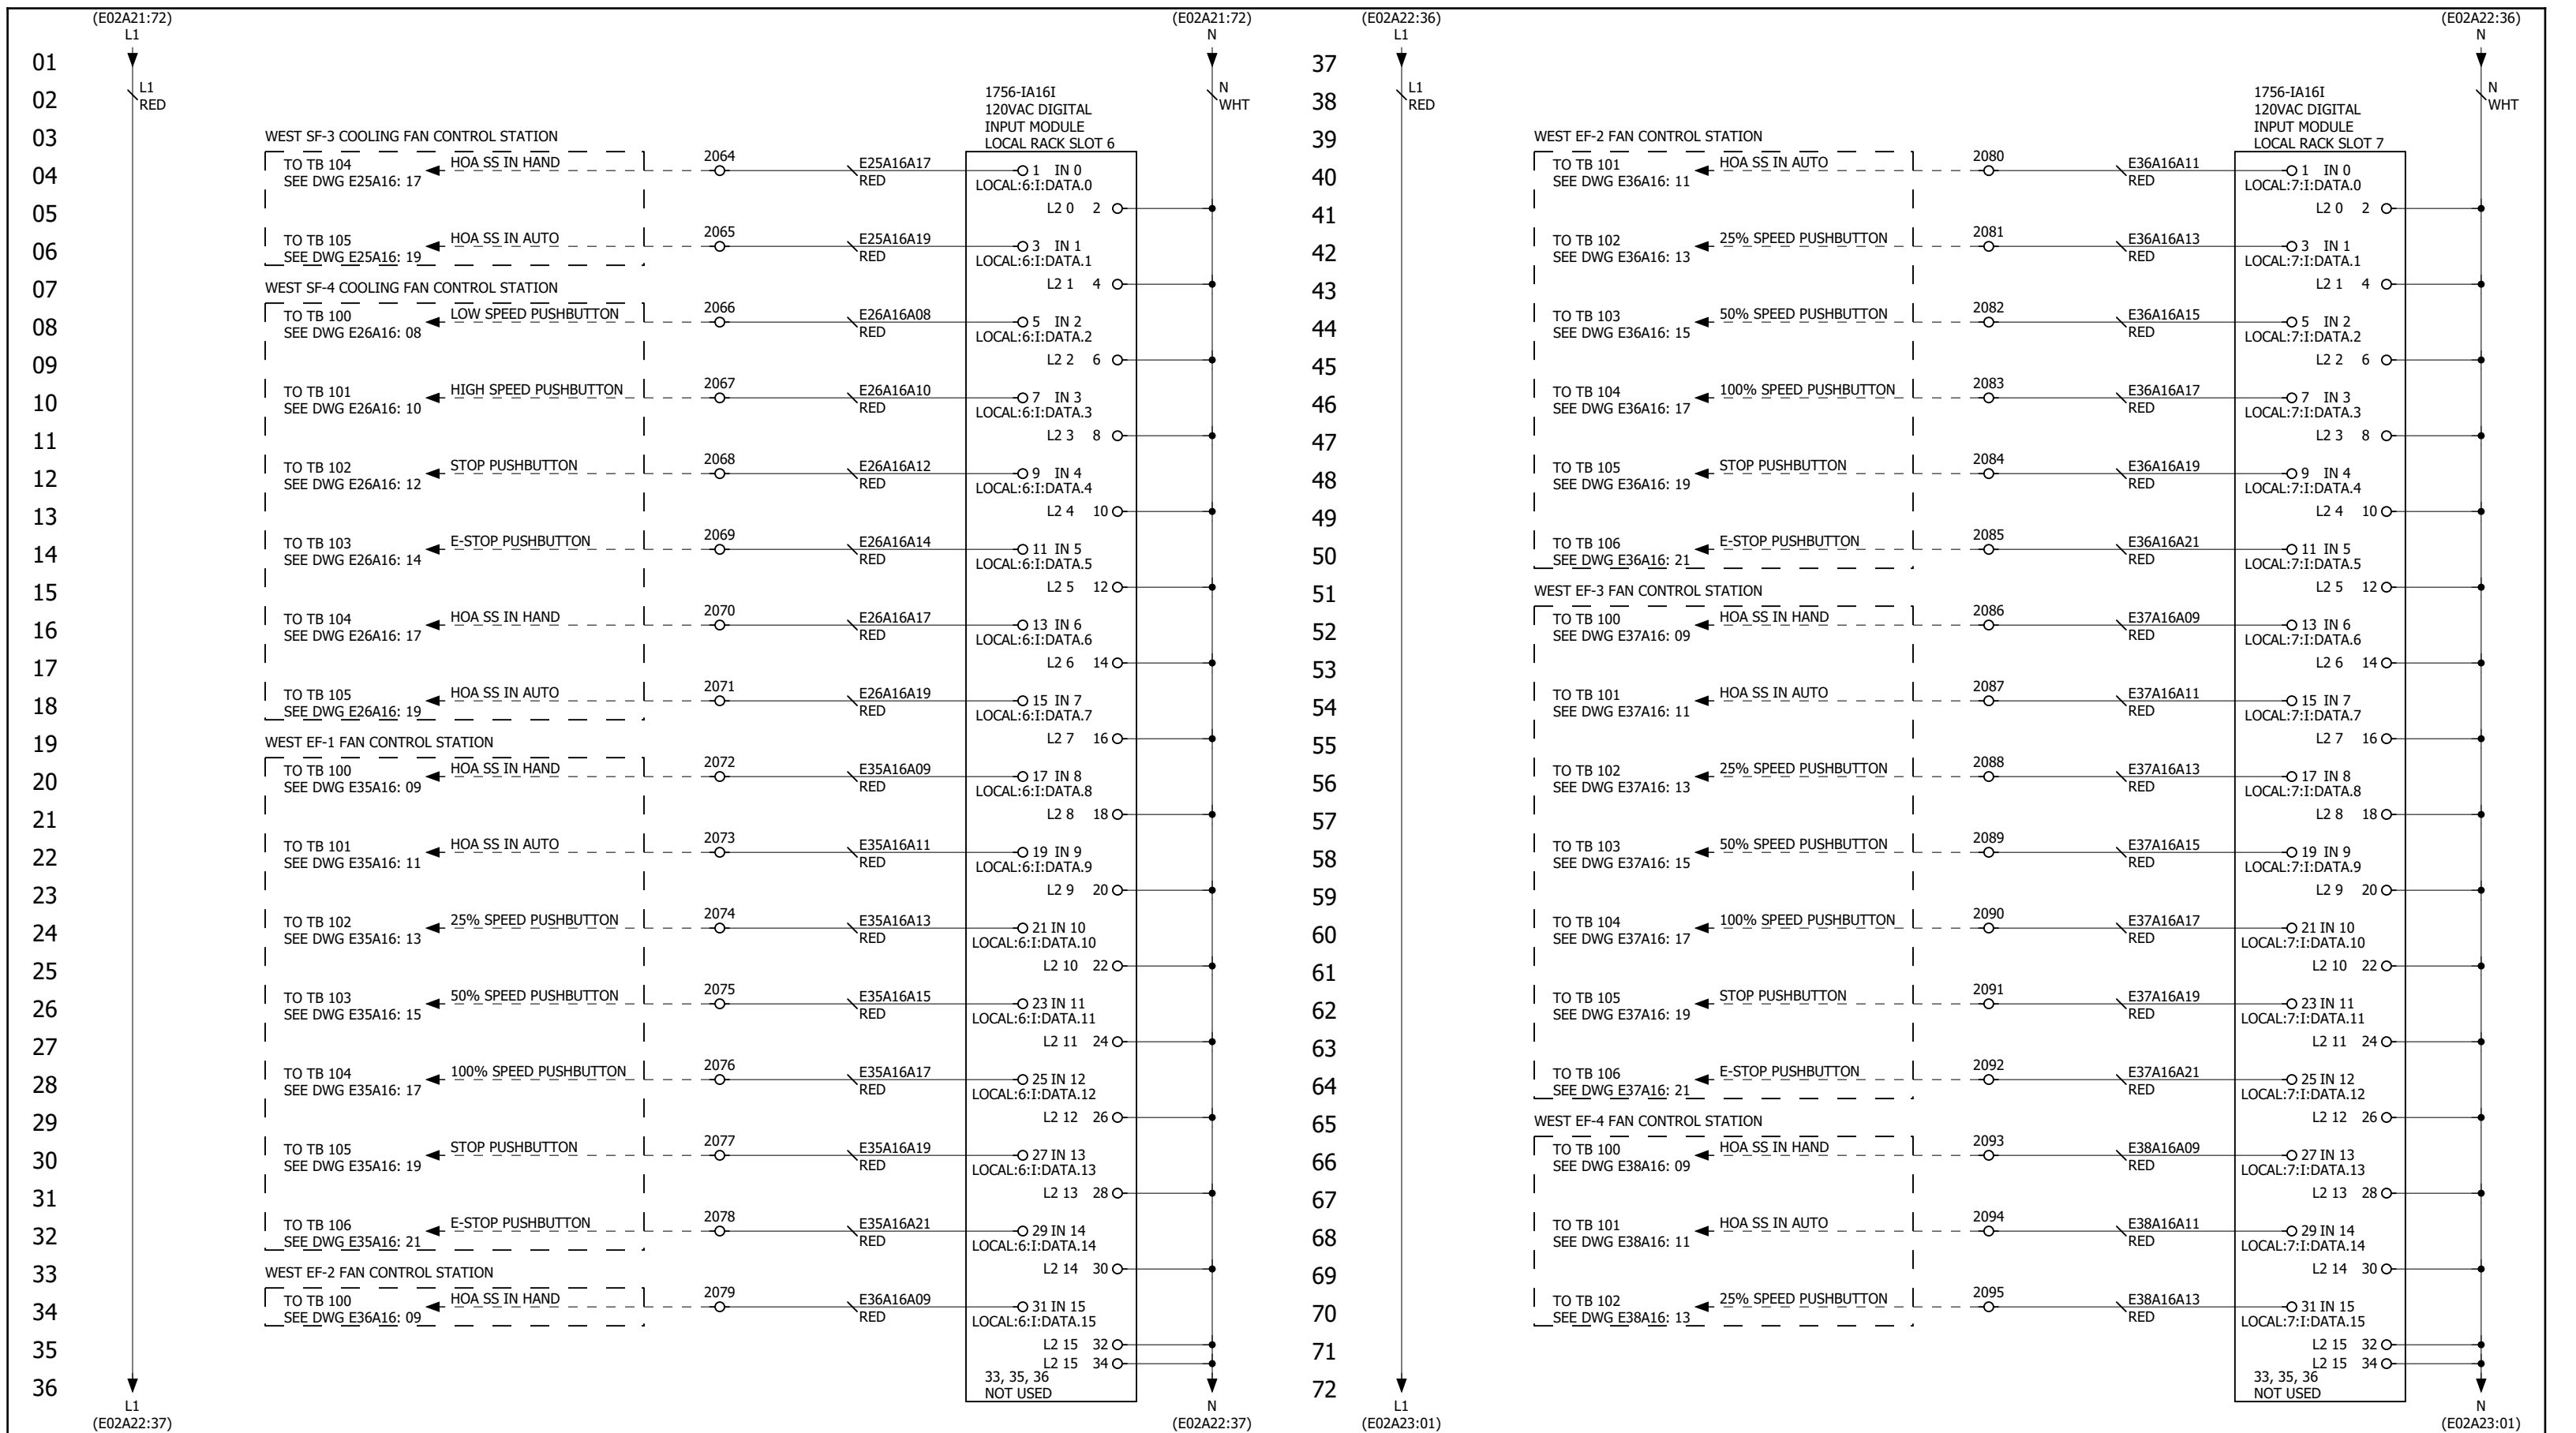 (E02A21:72)
L1
(E02A21:72)
N
01
02
L1
RED
N
WHT
1756-IA16I
120VAC DIGITAL
INPUT MODULE
LOCAL RACK SLOT 6
03
WEST SF-3 COOLING FAN CONTROL STATION
04
TO TB 104
SEE DWG E25A16: 17
HOA SS IN HAND
2064
E25A16A17
RED
1 IN 0
LOCAL:6:I:DATA.0
05
L2 0 2
06
TO TB 105
SEE DWG E25A16: 19
HOA SS IN AUTO
2065
E25A16A19
RED
3 IN 1
LOCAL:6:I:DATA.1
07
L2 1 4
WEST SF-4 COOLING FAN CONTROL STATION
08
TO TB 100
SEE DWG E26A16: 08
LOW SPEED PUSHBUTTON
2066
E26A16A08
RED
5 IN 2
LOCAL:6:I:DATA.2
09
L2 2 6
10
TO TB 101
SEE DWG E26A16: 10
HIGH SPEED PUSHBUTTON
2067
E26A16A10
RED
7 IN 3
LOCAL:6:I:DATA.3
11
L2 3 8
12
TO TB 102
SEE DWG E26A16: 12
STOP PUSHBUTTON
2068
E26A16A12
RED
9 IN 4
LOCAL:6:I:DATA.4
13
L2 4 10
14
TO TB 103
SEE DWG E26A16: 14
E-STOP PUSHBUTTON
2069
E26A16A14
RED
11 IN 5
LOCAL:6:I:DATA.5
15
L2 5 12
16
TO TB 104
SEE DWG E26A16: 17
HOA SS IN HAND
2070
E26A16A17
RED
13 IN 6
LOCAL:6:I:DATA.6
17
L2 6 14
18
TO TB 105
SEE DWG E26A16: 19
HOA SS IN AUTO
2071
E26A16A19
RED
15 IN 7
LOCAL:6:I:DATA.7
19
L2 7 16
WEST EF-1 FAN CONTROL STATION
20
TO TB 100
SEE DWG E35A16: 09
HOA SS IN HAND
2072
E35A16A09
RED
17 IN 8
LOCAL:6:I:DATA.8
21
L2 8 18
22
TO TB 101
SEE DWG E35A16: 11
HOA SS IN AUTO
2073
E35A16A11
RED
19 IN 9
LOCAL:6:I:DATA.9
23
L2 9 20
24
TO TB 102
SEE DWG E35A16: 13
25% SPEED PUSHBUTTON
2074
E35A16A13
RED
21 IN 10
LOCAL:6:I:DATA.10
25
L2 10 22
26
TO TB 103
SEE DWG E35A16: 15
50% SPEED PUSHBUTTON
2075
E35A16A15
RED
23 IN 11
LOCAL:6:I:DATA.11
27
L2 11 24
28
TO TB 104
SEE DWG E35A16: 17
100% SPEED PUSHBUTTON
2076
E35A16A17
RED
25 IN 12
LOCAL:6:I:DATA.12
29
L2 12 26
30
TO TB 105
SEE DWG E35A16: 19
STOP PUSHBUTTON
2077
E35A16A19
RED
27 IN 13
LOCAL:6:I:DATA.13
31
L2 13 28
32
TO TB 106
SEE DWG E35A16: 21
E-STOP PUSHBUTTON
2078
E35A16A21
RED
29 IN 14
LOCAL:6:I:DATA.14
33
L2 14 30
WEST EF-2 FAN CONTROL STATION
34
TO TB 100
SEE DWG E36A16: 09
HOA SS IN HAND
2079
E36A16A09
RED
31 IN 15
LOCAL:6:I:DATA.15
35
L2 15 32
L2 15 34
36
33, 35, 36
NOT USED
L1
(E02A22:37)
N
(E02A22:37)
(E02A22:36)
L1
(E02A22:36)
N
37
38
L1
RED
N
WHT
1756-IA16I
120VAC DIGITAL
INPUT MODULE
LOCAL RACK SLOT 7
39
WEST EF-2 FAN CONTROL STATION
40
TO TB 101
SEE DWG E36A16: 11
HOA SS IN AUTO
2080
E36A16A11
RED
1 IN 0
LOCAL:7:I:DATA.0
41
L2 0 2
42
TO TB 102
SEE DWG E36A16: 13
25% SPEED PUSHBUTTON
2081
E36A16A13
RED
3 IN 1
LOCAL:7:I:DATA.1
43
L2 1 4
44
TO TB 103
SEE DWG E36A16: 15
50% SPEED PUSHBUTTON
2082
E36A16A15
RED
5 IN 2
LOCAL:7:I:DATA.2
45
L2 2 6
46
TO TB 104
SEE DWG E36A16: 17
100% SPEED PUSHBUTTON
2083
E36A16A17
RED
7 IN 3
LOCAL:7:I:DATA.3
47
L2 3 8
48
TO TB 105
SEE DWG E36A16: 19
STOP PUSHBUTTON
2084
E36A16A19
RED
9 IN 4
LOCAL:7:I:DATA.4
49
L2 4 10
50
TO TB 106
SEE DWG E36A16: 21
E-STOP PUSHBUTTON
2085
E36A16A21
RED
11 IN 5
LOCAL:7:I:DATA.5
51
L2 5 12
WEST EF-3 FAN CONTROL STATION
52
TO TB 100
SEE DWG E37A16: 09
HOA SS IN HAND
2086
E37A16A09
RED
13 IN 6
LOCAL:7:I:DATA.6
53
L2 6 14
54
TO TB 101
SEE DWG E37A16: 11
HOA SS IN AUTO
2087
E37A16A11
RED
15 IN 7
LOCAL:7:I:DATA.7
55
L2 7 16
56
TO TB 102
SEE DWG E37A16: 13
25% SPEED PUSHBUTTON
2088
E37A16A13
RED
17 IN 8
LOCAL:7:I:DATA.8
57
L2 8 18
58
TO TB 103
SEE DWG E37A16: 15
50% SPEED PUSHBUTTON
2089
E37A16A15
RED
19 IN 9
LOCAL:7:I:DATA.9
59
L2 9 20
60
TO TB 104
SEE DWG E37A16: 17
100% SPEED PUSHBUTTON
2090
E37A16A17
RED
21 IN 10
LOCAL:7:I:DATA.10
61
L2 10 22
62
TO TB 105
SEE DWG E37A16: 19
STOP PUSHBUTTON
2091
E37A16A19
RED
23 IN 11
LOCAL:7:I:DATA.11
63
L2 11 24
64
TO TB 106
SEE DWG E37A16: 21
E-STOP PUSHBUTTON
2092
E37A16A21
RED
25 IN 12
LOCAL:7:I:DATA.12
65
L2 12 26
WEST EF-4 FAN CONTROL STATION
66
TO TB 100
SEE DWG E38A16: 09
HOA SS IN HAND
2093
E38A16A09
RED
27 IN 13
LOCAL:7:I:DATA.13
67
L2 13 28
68
TO TB 101
SEE DWG E38A16: 11
HOA SS IN AUTO
2094
E38A16A11
RED
29 IN 14
LOCAL:7:I:DATA.14
69
L2 14 30
70
TO TB 102
SEE DWG E38A16: 13
25% SPEED PUSHBUTTON
2095
E38A16A13
RED
31 IN 15
LOCAL:7:I:DATA.15
71
L2 15 32
L2 15 34
72
33, 35, 36
NOT USED
L1
(E02A23:01)
N
(E02A23:01)